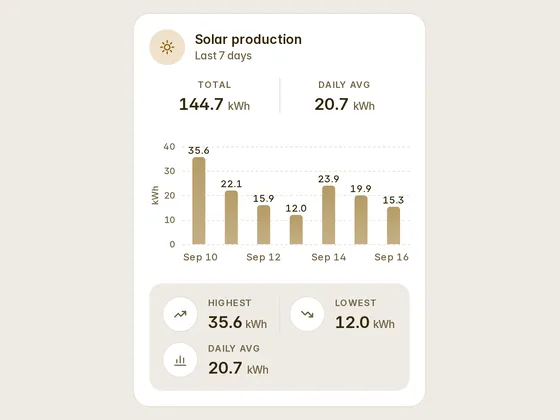 Solar production
Last 7 days
TOTAL
144.7 kWh
DAILY AVG
20.7 kWh
kWh
40
30
20
10
0
35.6
22.1
15.9
12.0
23.9
19.9
15.3
Sep 10
Sep 12
Sep 14
Sep 16
HIGHEST
35.6 kWh
LOWEST
12.0 kWh
DAILY AVG
20.7 kWh